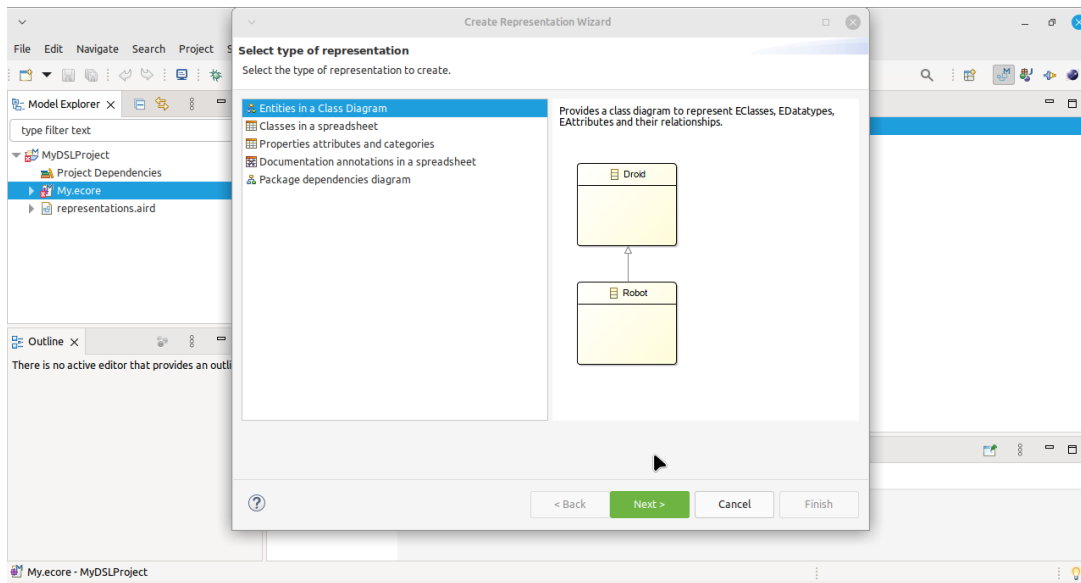 Create Representation Wizard
File Edit Navigate Search Project S
Select type of representation
Select the type of representation to create.
Model Explorer
type filter text
MyDSLProject
Project Dependencies
My.ecore
representations.aird
Entities in a Class Diagram
Classes in a spreadsheet
Properties attributes and categories
Documentation annotations in a spreadsheet
Package dependencies diagram
Provides a class diagram to represent EClasses, EDatatypes,
EAttributes and their relationships.
Droid
Robot
Outline
There is no active editor that provides an outli
< Back Next > Cancel Finish
My.ecore - MyDSLProject